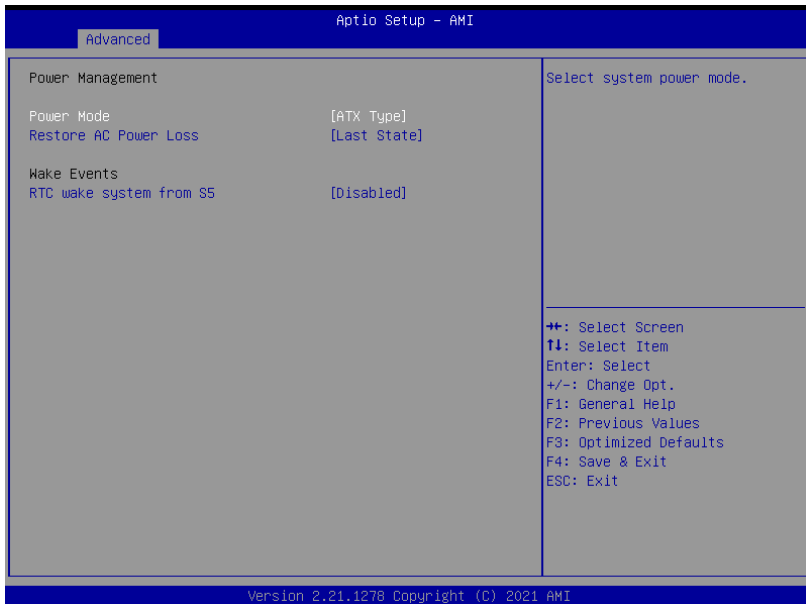 Aptio Setup – AMI
Advanced
Power Management
Power Mode [ATX Type]
Restore AC Power Loss [Last State]
Wake Events
RTC wake system from S5 [Disabled]
Select system power mode.
→←: Select Screen
↑↓: Select Item
Enter: Select
+/-: Change Opt.
F1: General Help
F2: Previous Values
F3: Optimized Defaults
F4: Save & Exit
ESC: Exit
Version 2.21.1278 Copyright (C) 2021 AMI